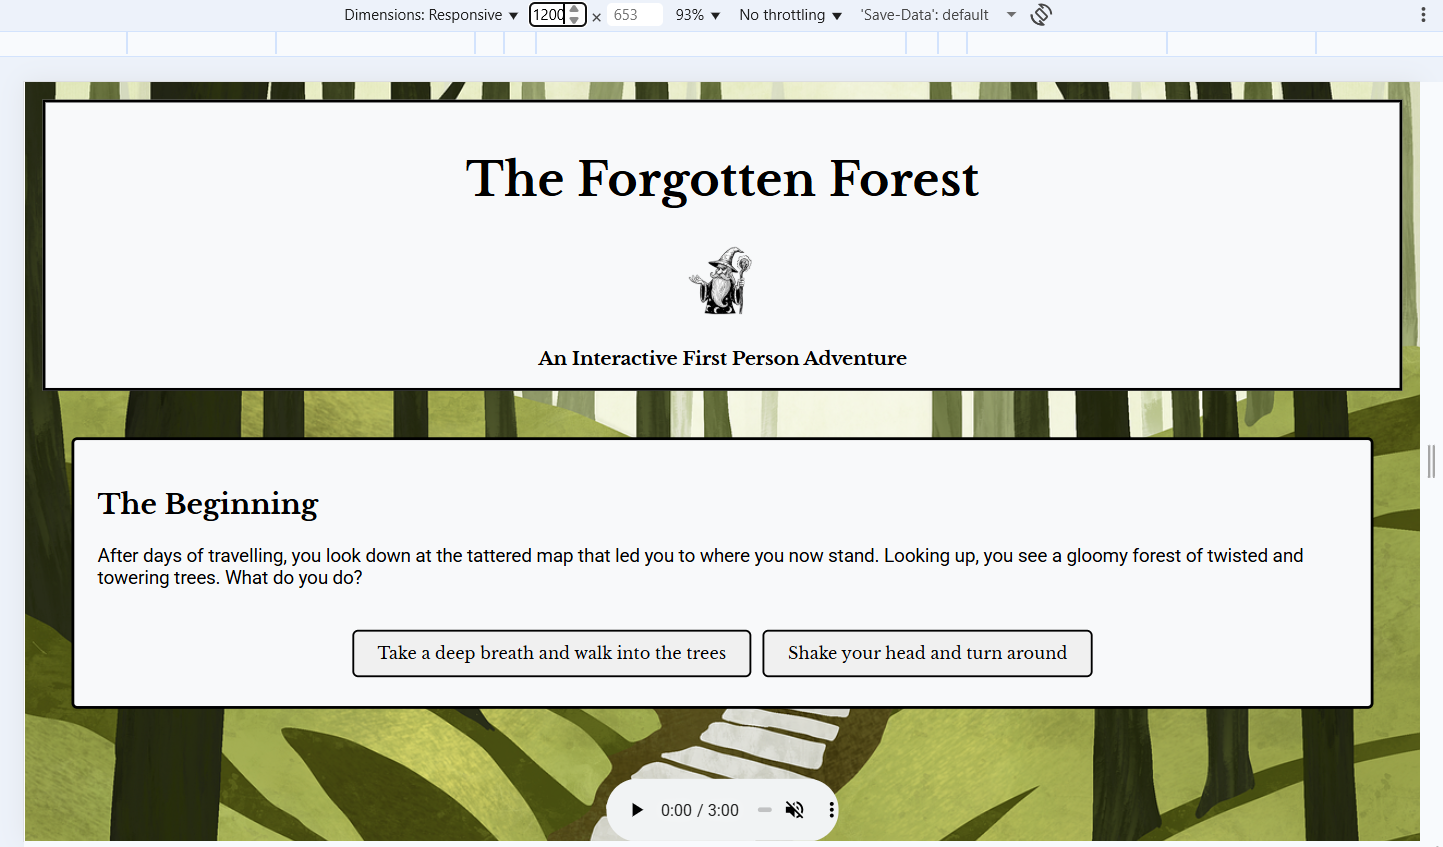 Dimensions: Responsive ▼ 1200 × 653 93% ▼ No throttling ▼ 'Save-Data': default
The Forgotten Forest
An Interactive First Person Adventure
The Beginning
After days of travelling, you look down at the tattered map that led you to where you now stand. Looking up, you see a gloomy forest of twisted and
towering trees. What do you do?
Take a deep breath and walk into the trees Shake your head and turn around
0:00 / 3:00